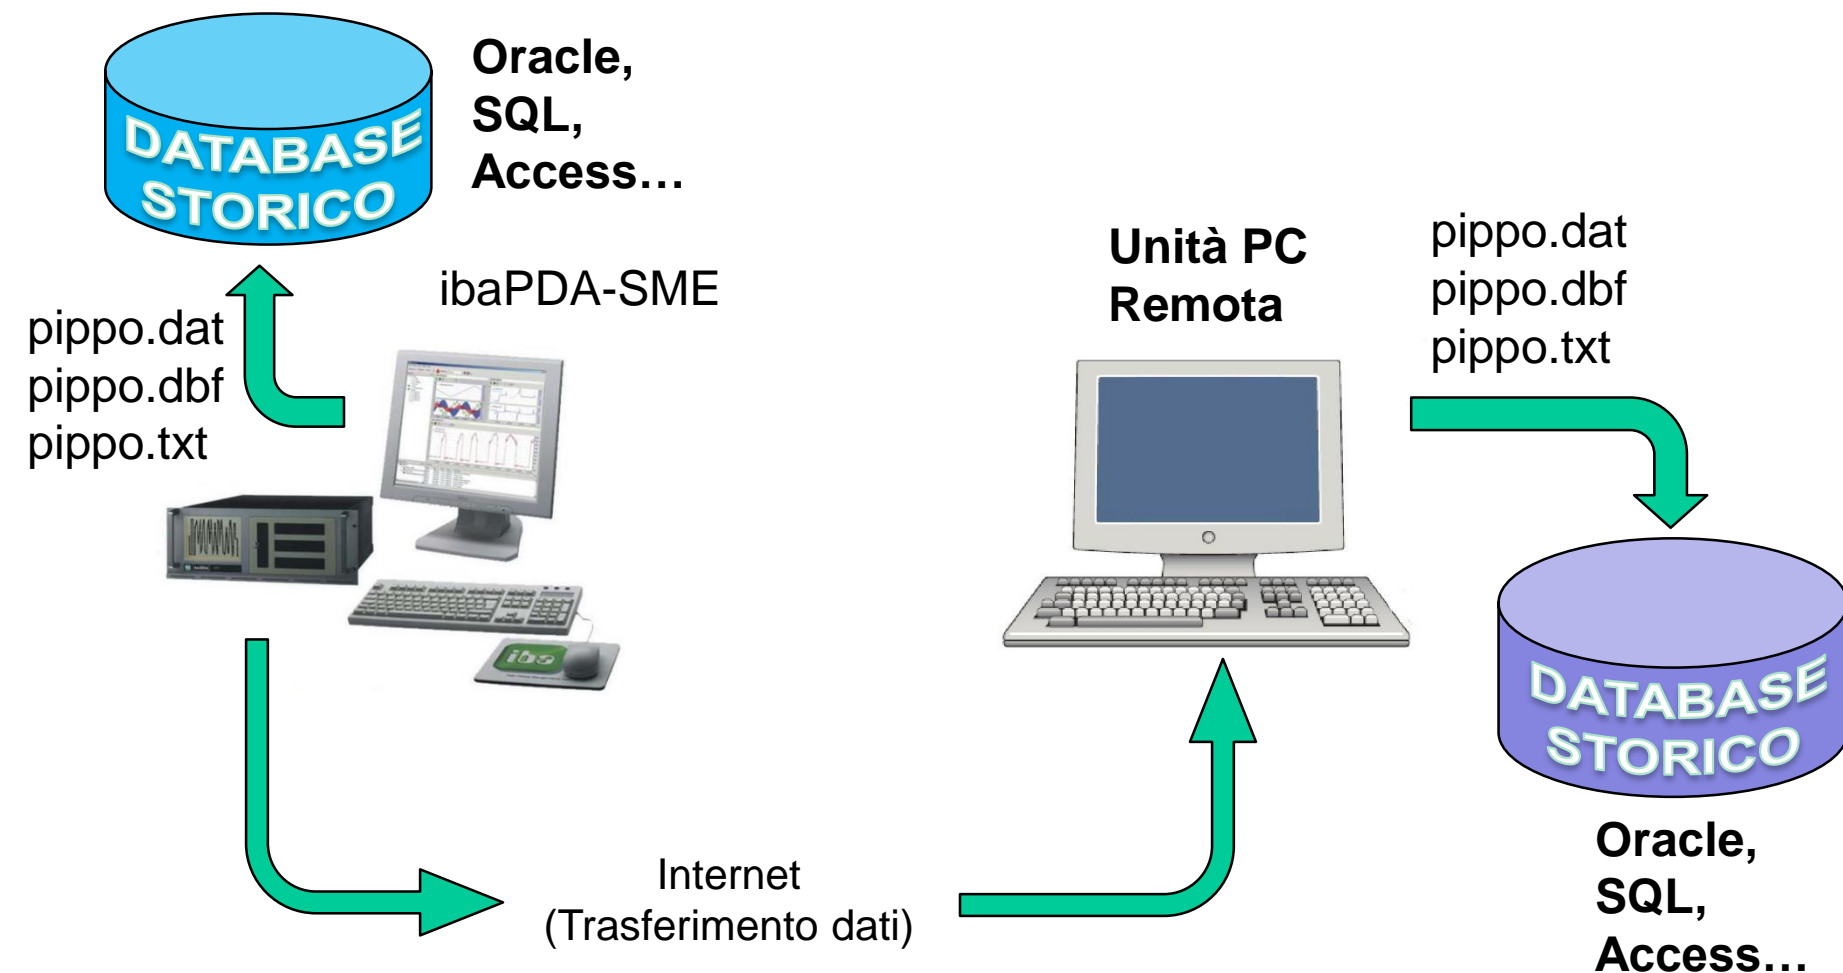 Oracle,
SQL,
Access…
DATABASE
STORICO
ibaPDA-SME
pippo.dat
pippo.dbf
pippo.txt
iba
Unità PC
Remota
pippo.dat
pippo.dbf
pippo.txt
DATABASE
STORICO
Oracle,
SQL,
Access…
Internet
(Trasferimento dati)